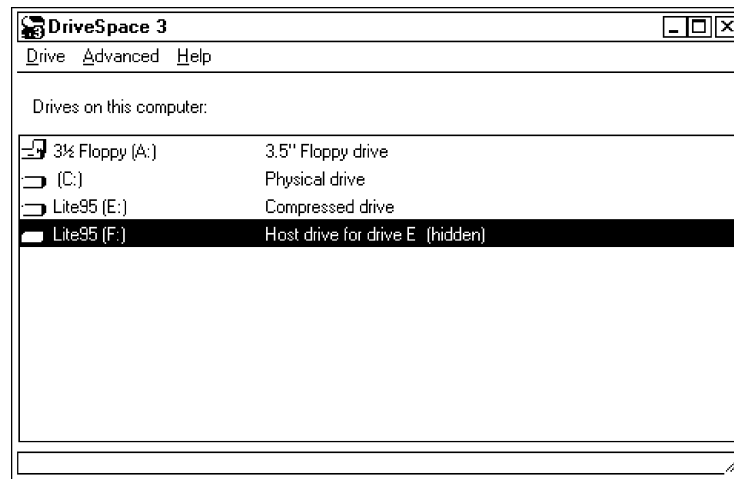 DriveSpace 3
Drive Advanced Help
Drives on this computer:
3½ Floppy (A:) 3.5" Floppy drive
(C:) Physical drive
Lite95 (E:) Compressed drive
Lite95 (F:) Host drive for drive E (hidden)